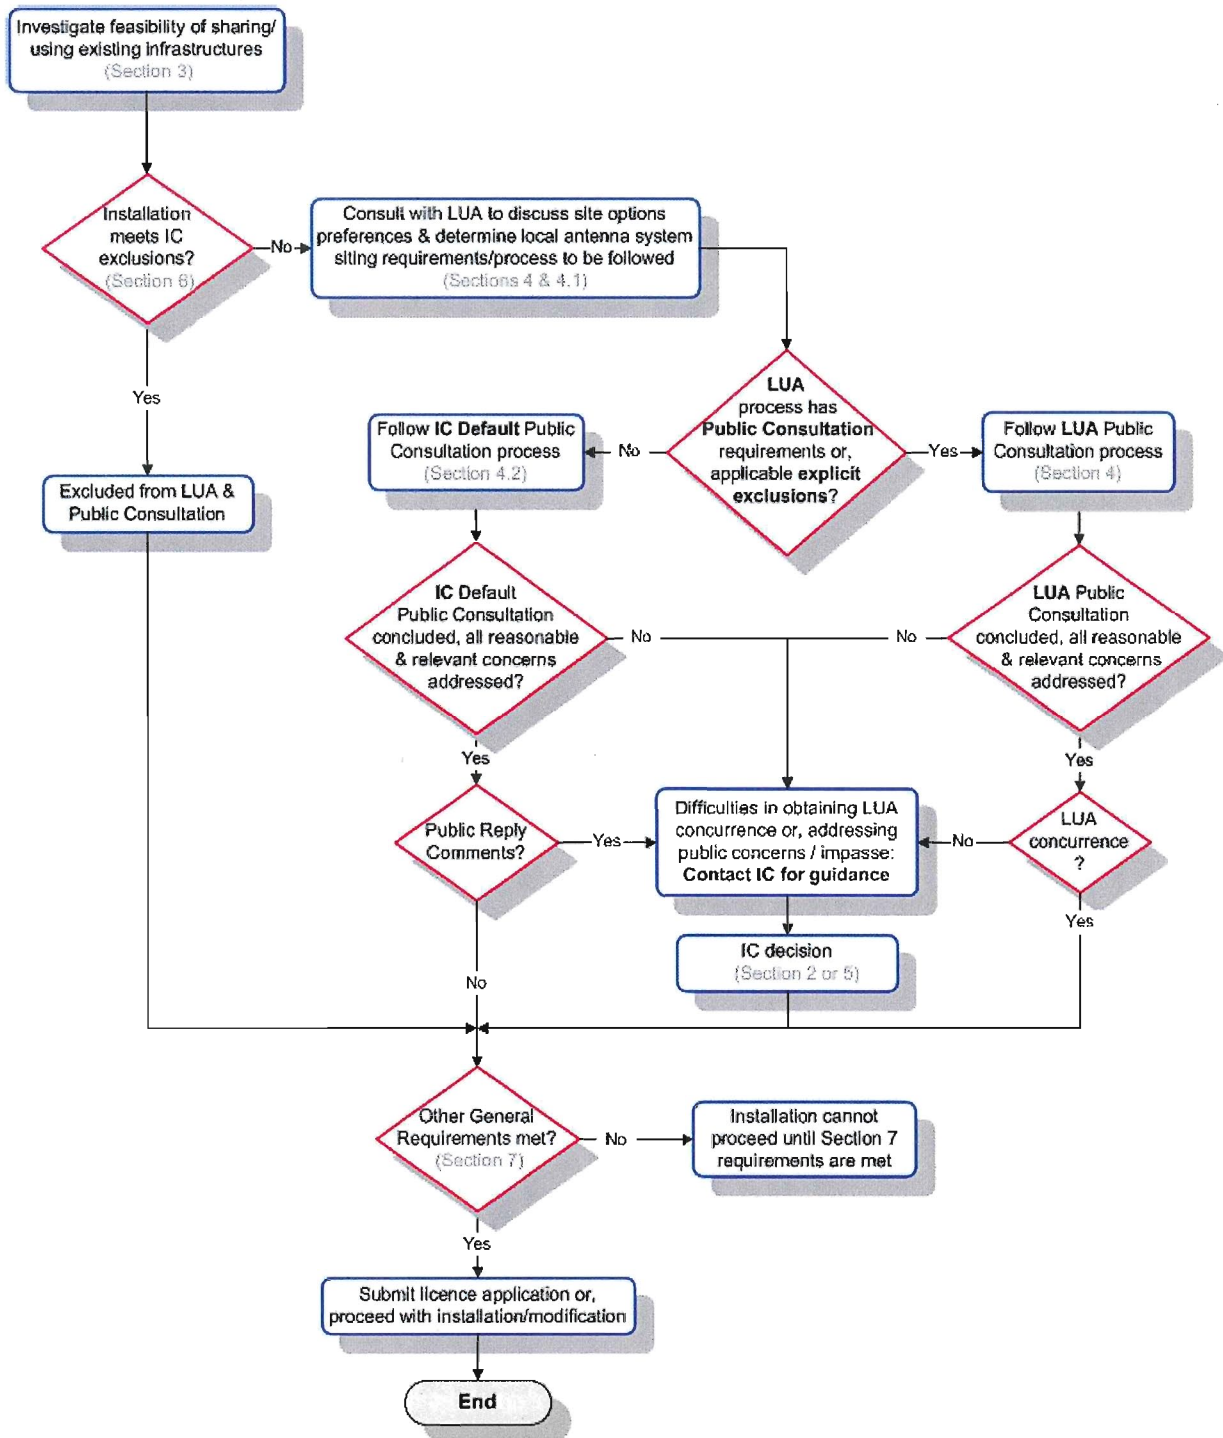 Investigate feasibility of sharing/
using existing infrastructures
(Section 3)
Installation
meets IC
exclusions?
(Section 6)
No
Consult with LUA to discuss site options
preferences & determine local antenna system
siting requirements/process to be followed
(Sections 4 & 4.1)
Yes
Excluded from LUA &
Public Consultation
LUA
process has
Public Consultation
requirements or,
applicable explicit
exclusions?
No
Follow IC Default Public
Consultation process
(Section 4.2)
Yes
Follow LUA Public
Consultation process
(Section 4)
IC Default
Public Consultation
concluded, all reasonable
& relevant concerns
addressed?
No
No
LUA Public
Consultation
concluded, all reasonable
& relevant concerns
addressed?
Yes
Yes
Public Reply
Comments?
Yes
Difficulties in obtaining LUA
concurrence or, addressing
public concerns / impasse:
Contact IC for guidance
No
LUA
concurrence
?
IC decision
(Section 2 or 5)
No
Yes
Other General
Requirements met?
(Section 7)
No
Installation cannot
proceed until Section 7
requirements are met
Yes
Submit licence application or,
proceed with installation/modification
End